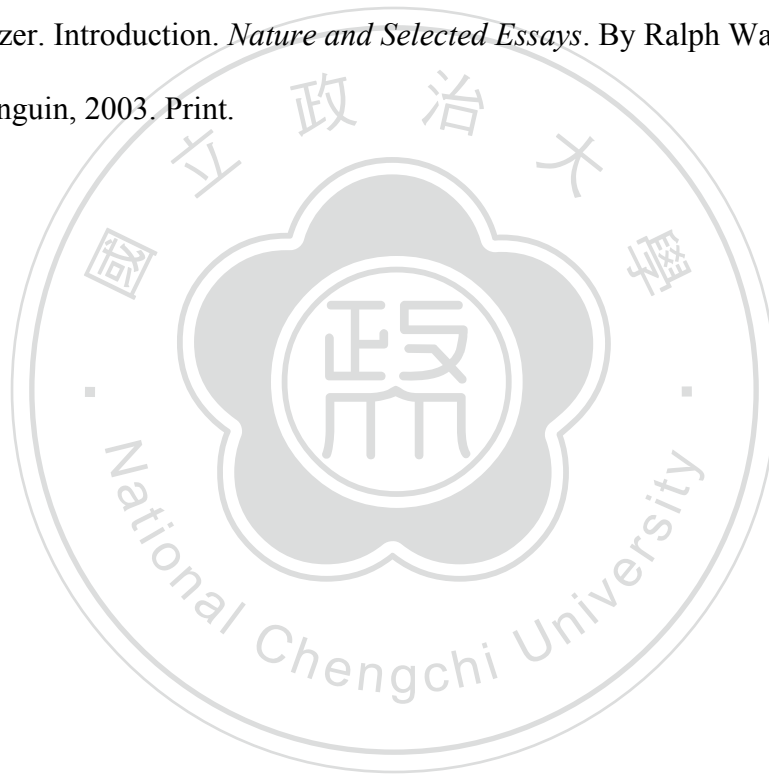 zer. Introduction. Nature and Selected Essays. By Ralph Wa
nguin, 2003. Print.
國立政治大學
National Chengchi University